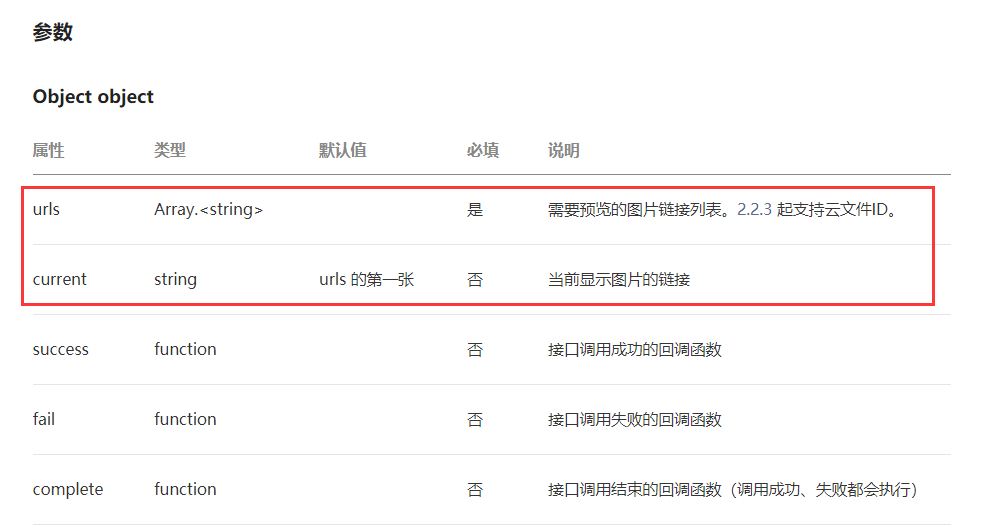 参数
Object object
属性 类型 默认值 必填 说明
urls Array.<string> 是 需要预览的图片链接列表。2.2.3 起支持云文件ID。
current string urls 的第一张 否 当前显示图片的链接
success function 否 接口调用成功的回调函数
fail function 否 接口调用失败的回调函数
complete function 否 接口调用结束的回调函数（调用成功、失败都会执行）